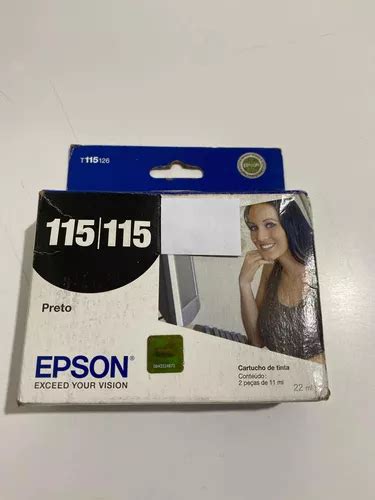 T115126
115|115
Preto
EPSON®
EXCEED YOUR VISION
Cartucho de tinta
Conteúdo:
2 peças de 11 ml
22 ml